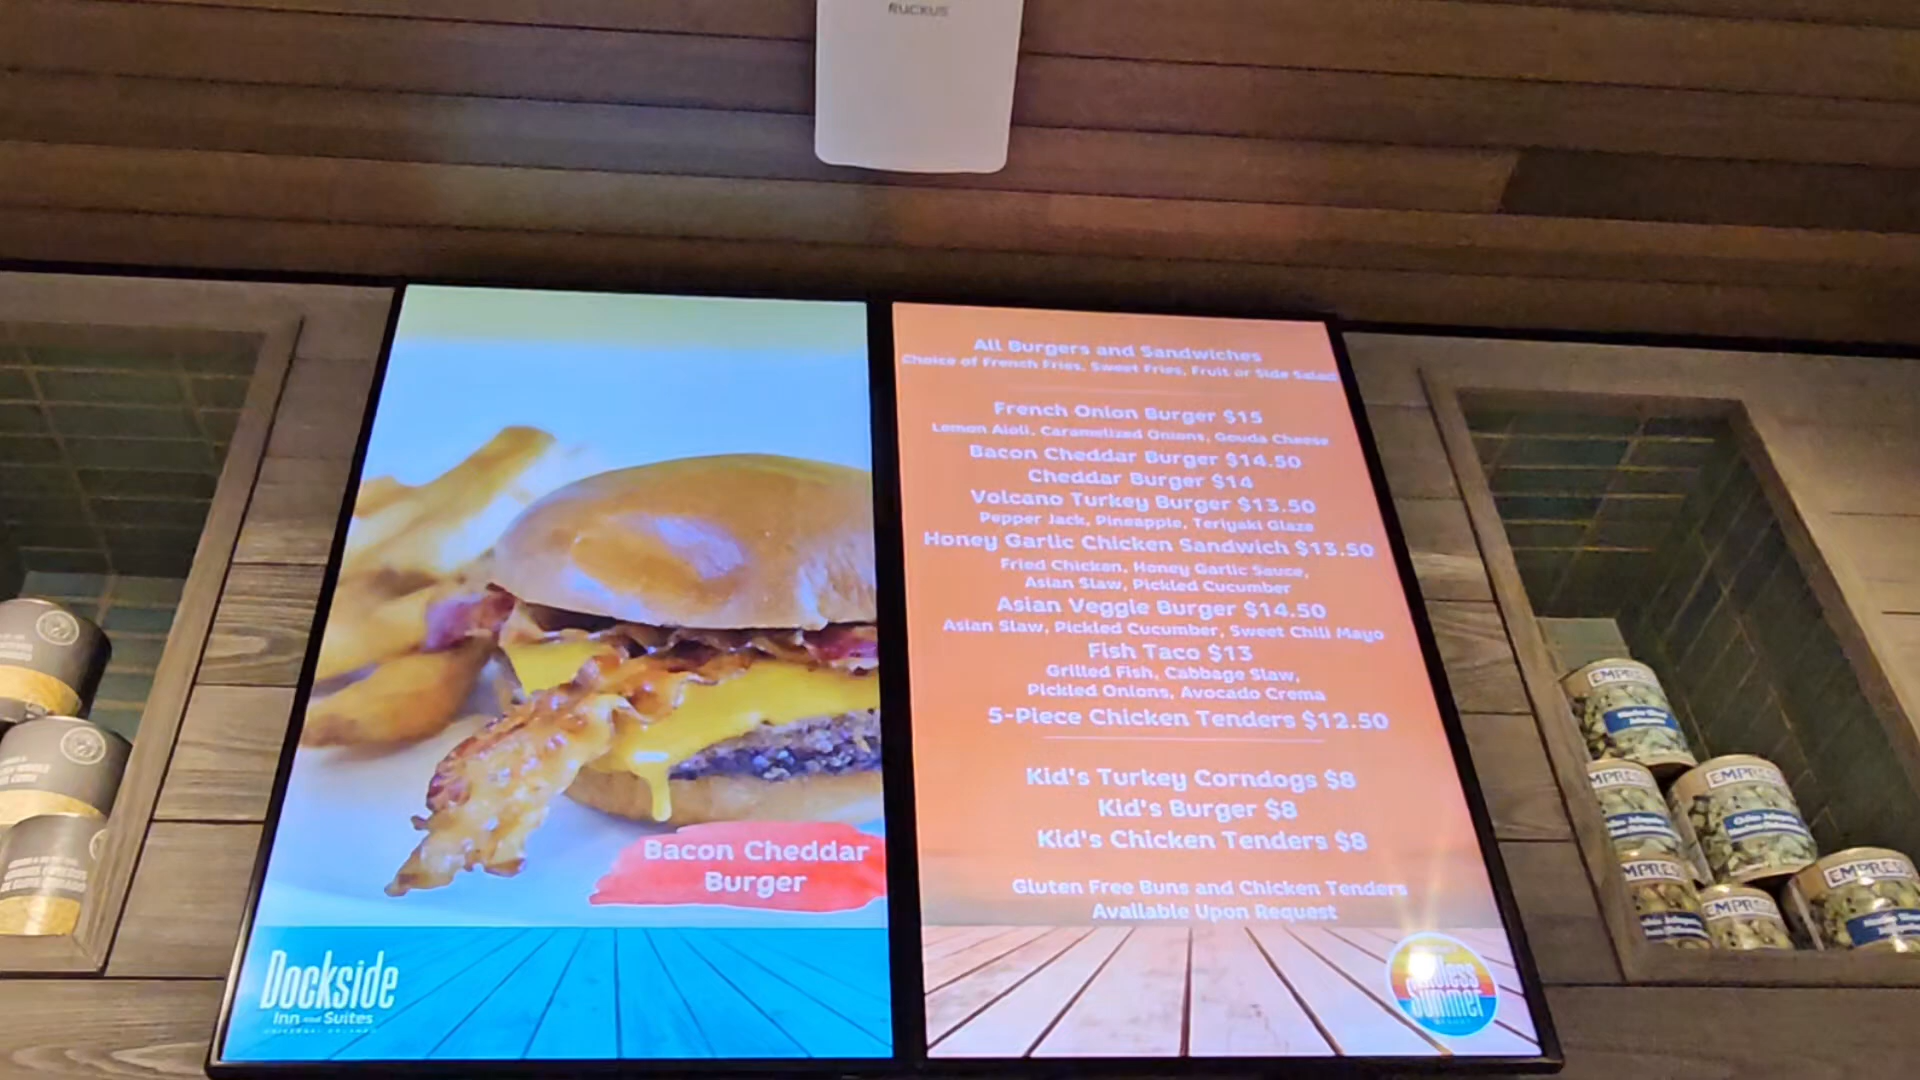 RUCKUS
All Burgers and Sandwiches
Choice of French Fries, Sweet Fries, Fruit or Side Salad
French Onion Burger $15
Lemon Aioli, Caramelized Onions, Gouda Cheese
Bacon Cheddar Burger $14.50
Cheddar Burger $14
Volcano Turkey Burger $13.50
Pepper Jack, Pineapple, Teriyaki Glaze
Honey Garlic Chicken Sandwich $13.50
Fried Chicken, Honey Garlic Sauce,
Asian Slaw, Pickled Cucumber
Asian Veggie Burger $14.50
Asian Slaw, Pickled Cucumber, Sweet Chili Mayo
Fish Taco $13
Grilled Fish, Cabbage Slaw,
Pickled Onions, Avocado Crema
5-Piece Chicken Tenders $12.50
Kid's Turkey Corndogs $8
Kid's Burger $8
Kid's Chicken Tenders $8
Gluten Free Buns and Chicken Tenders
Available Upon Request
Bacon Cheddar
Burger
Dockside
Inn and Suites
UNIVERSAL ORLANDO
Endless
Summer
RESORT
EMPRESS
EMPRESS
EMPRESS
EMPRESS
EMPRESS
EMPRESS